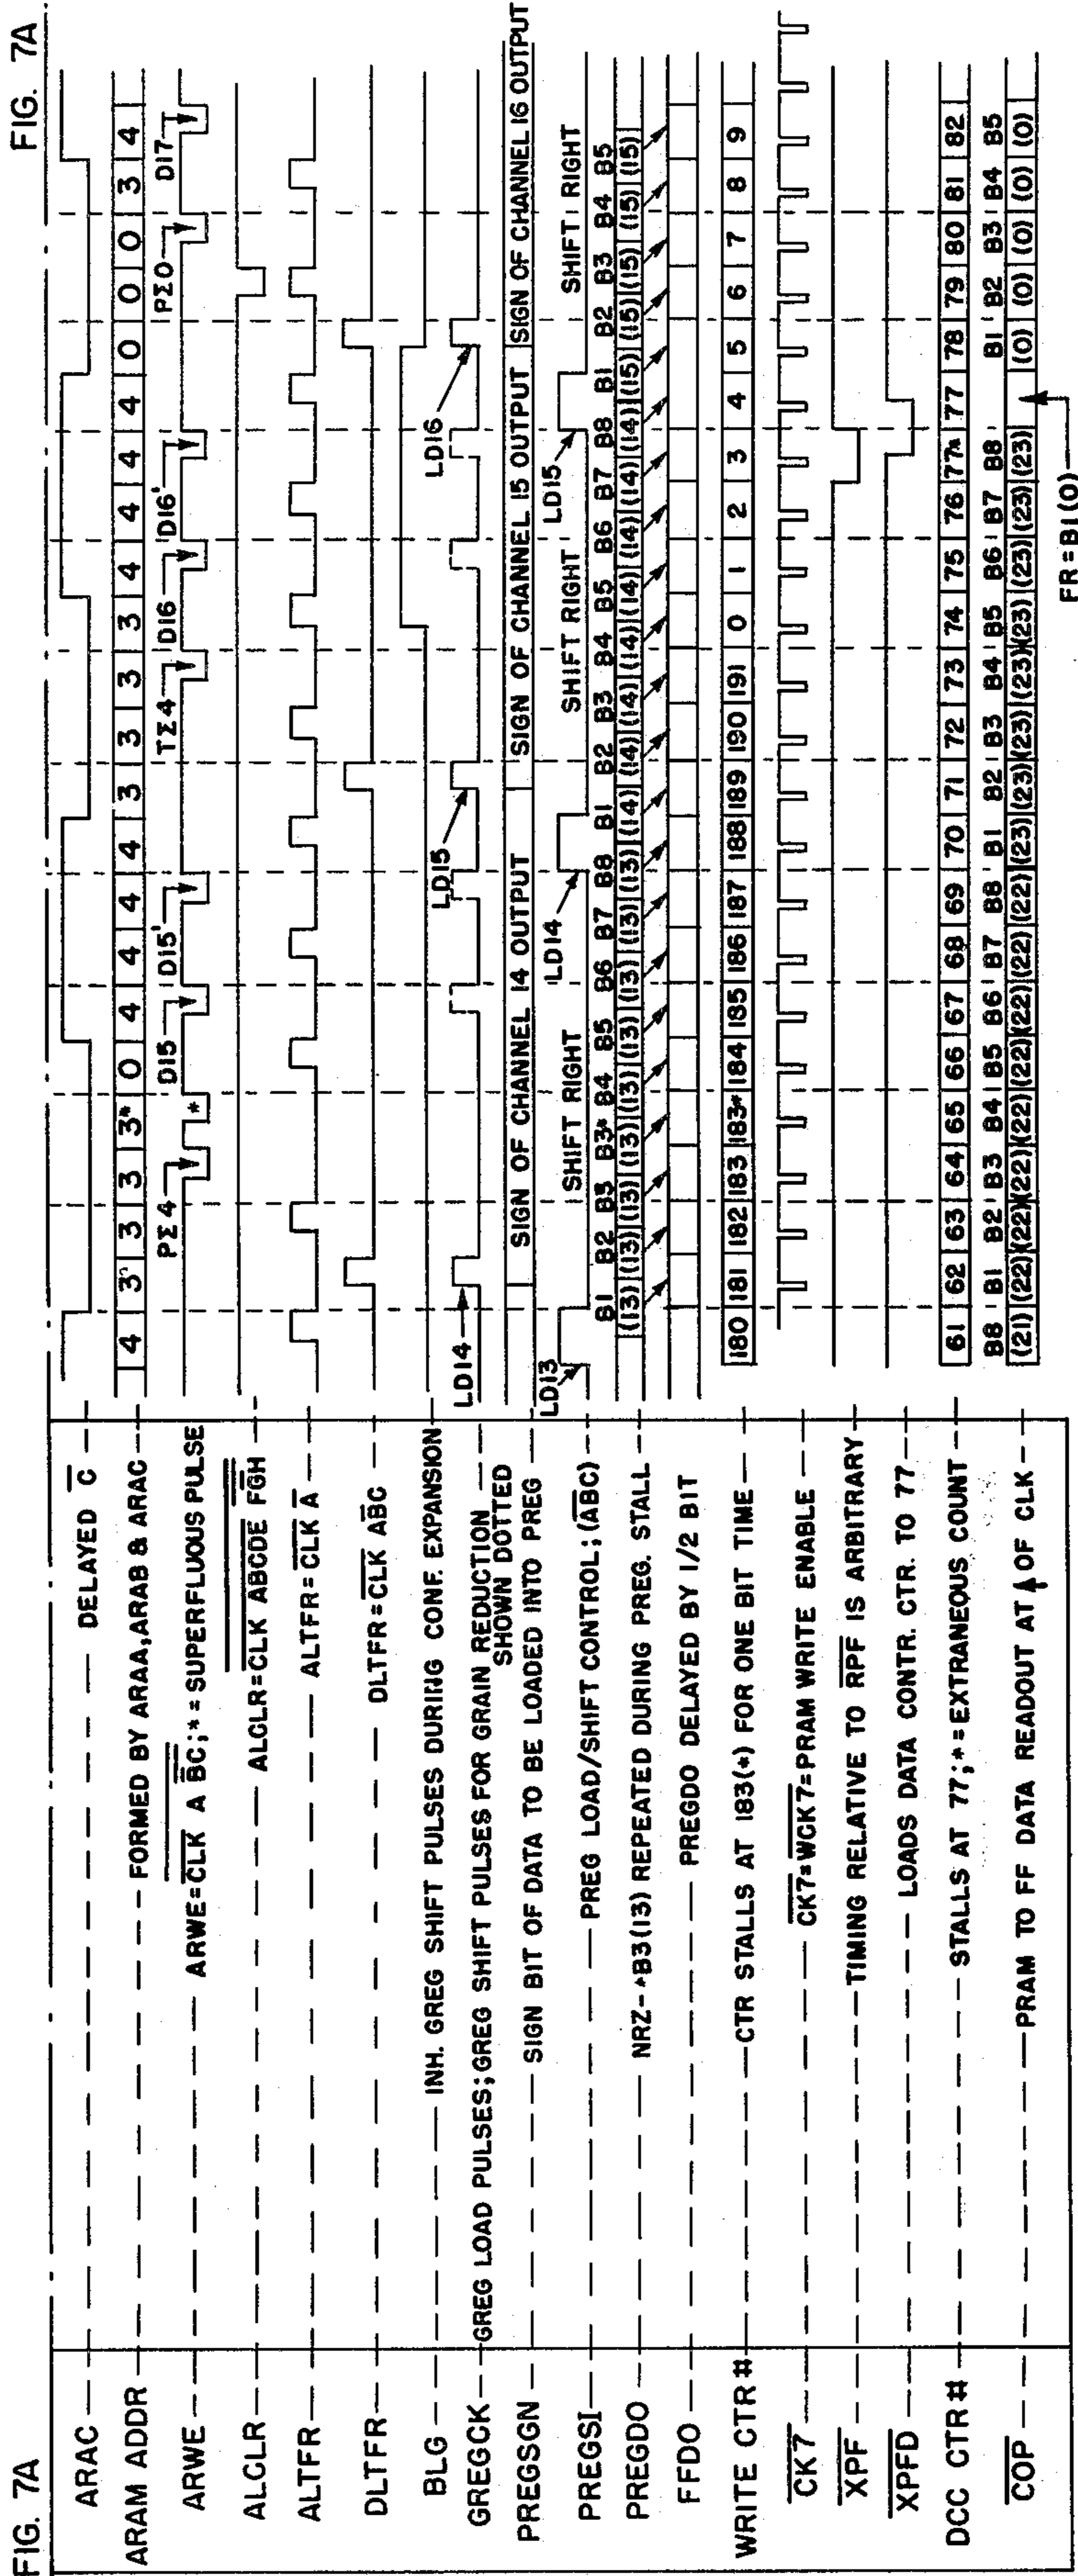 FIG. 7A
FIG. 7A
ARAC — DELAYED C̅
ARAM ADDR — FORMED BY ARAA, ARAB & ARAC
4 3 3 3 3* 0 4 4 4 4 3 3 3 3 4 4 4 4 0 0 0 3 4
ARWE — ARWE=C̅L̅K̅ A B̅C̅; *=SUPERFLUOUS PULSE
PΣ4 * D15 D15' TΣ4 D16 D16' PΣ0 D17
ALCLR — ALCLR=CLK ABCDE FGH
ALTFR — ALTFR=C̅L̅K̅ A̅
DLTFR — DLTFR=C̅L̅K̅ A̅BC
BLG — INH. GREG SHIFT PULSES DURING CONF. EXPANSION
GREGCK — GREG LOAD PULSES; GREG SHIFT PULSES FOR GRAIN REDUCTION
SHOWN DOTTED
LD14 LD15 LD16
PREGSGN — SIGN BIT OF DATA TO BE LOADED INTO PREG
SIGN OF CHANNEL 14 OUTPUT SIGN OF CHANNEL 15 OUTPUT SIGN OF CHANNEL 16 OUTPUT
PREGSI — PREG LOAD/SHIFT CONTROL; (A̅B̅C)
LD13 SHIFT RIGHT LD14 SHIFT RIGHT LD15 SHIFT RIGHT
B1 B2 B3 B3* B4 B5 B6 B7 B8 B1 B2 B3 B4 B5 B6 B7 B8 B1 B2 B3 B4 B5
PREGDO — NRZ-*B3(13) REPEATED DURING PREG. STALL
(13) (13) (13) (13) (13) (13) (13) (13) (13) (14) (14) (14) (14) (14) (14) (14) (14) (15) (15) (15) (15) (15)
FFDO — PREGDO DELAYED BY 1/2 BIT
WRITE CTR# — CTR STALLS AT 183(*) FOR ONE BIT TIME
180 181 182 183 183* 184 185 186 187 188 189 190 191 0 1 2 3 4 5 6 7 8 9
C̅K̅7̅ — C̅K̅7̅=W̅C̅K̅7̅=PRAM WRITE ENABLE
X̅P̅F̅ — TIMING RELATIVE TO R̅P̅F̅ IS ARBITRARY
X̅P̅F̅D̅ — LOADS DATA CONTR. CTR. TO 77
DCC CTR# — STALLS AT 77; *=EXTRANEOUS COUNT
61 62 63 64 65 66 67 68 69 70 71 72 73 74 75 76 77* 77 78 79 80 81 82
B8 B1 B2 B3 B4 B5 B6 B7 B8 B1 B2 B3 B4 B5 B6 B7 B8 B1 B2 B3 B4 B5
C̅O̅P̅ — PRAM TO FF DATA READOUT AT ↑ OF CLK
(21) (22) (22) (22) (22) (22) (22) (22) (22) (23) (23) (23) (23) (23) (23) (23) (23) (0) (0) (0) (0) (0)
FR=B1(0)